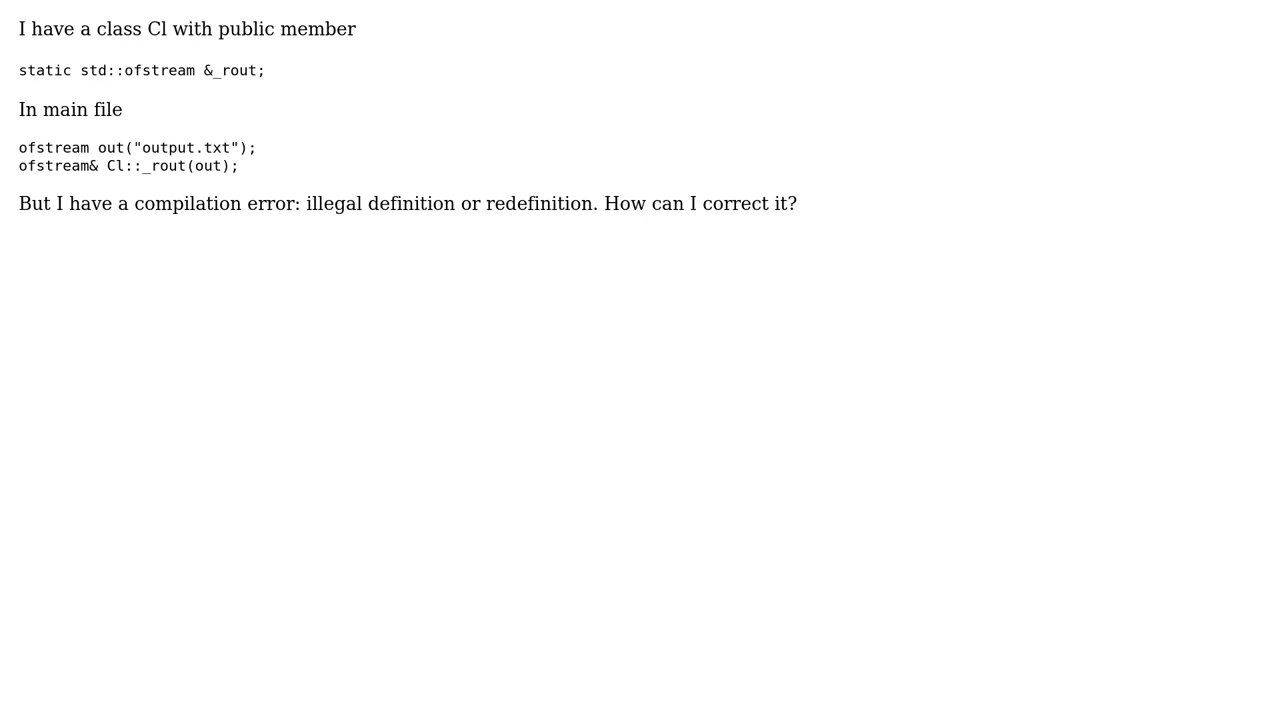 I have a class Cl with public member
static std::ofstream &_rout;
In main file
ofstream out("output.txt");
ofstream& Cl::_rout(out);
But I have a compilation error: illegal definition or redefinition. How can I correct it?